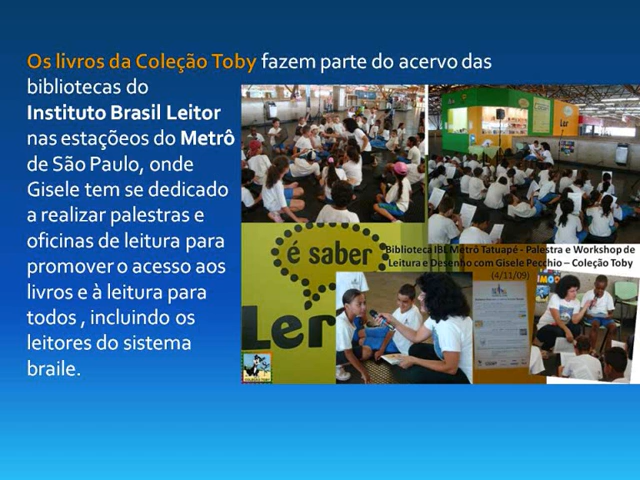 Os livros da Coleção Toby fazem parte do acervo das
bibliotecas do
Instituto Brasil Leitor
nas estaçõeos do Metrô
de São Paulo, onde
Gisele tem se dedicado
a realizar palestras e
oficinas de leitura para
promover o acesso aos
livros e à leitura para
todos , incluindo os
leitores do sistema
braile.
Ler
é saber
Ler
Biblioteca IBL Metrô Tatuapé - Palestra e Workshop de
Leitura e Desenho com Gisele Pecchio – Coleção Toby
(4/11/09)